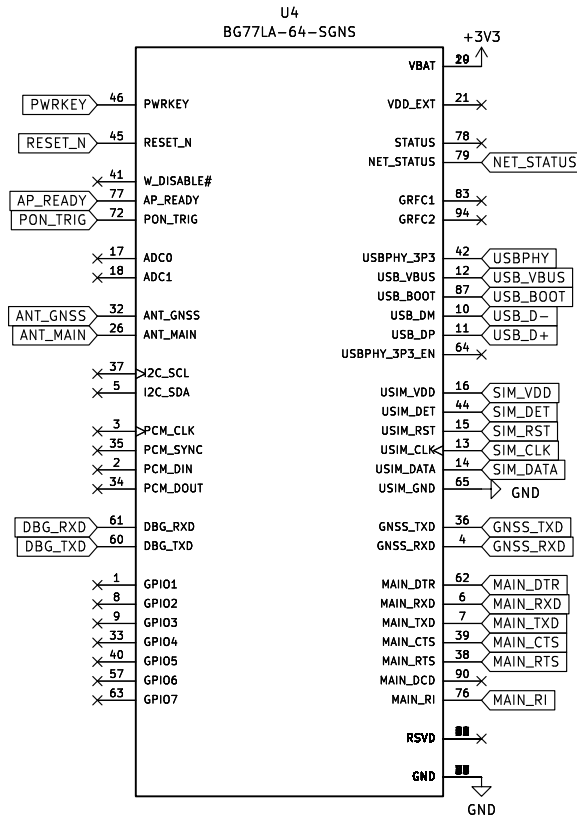 U4
BG77LA-64-SGNS
+3V3
VBAT
PWRKEY 46 PWRKEY VDD_EXT 21
RESET_N 45 RESET_N STATUS 78
NET_STATUS 79 NET_STATUS
41 W_DISABLE#
AP_READY 77 AP_READY GRFC1 83
PON_TRIG 72 PON_TRIG GRFC2 94
17 ADC0 USBPHY_3P3 42 USBPHY
18 ADC1 USB_VBUS 12 USB_VBUS
USB_BOOT 87 USB_BOOT
ANT_GNSS 32 ANT_GNSS USB_DM 10 USB_D-
ANT_MAIN 26 ANT_MAIN USB_DP 11 USB_D+
USBPHY_3P3_EN 64
37 I2C_SCL
5 I2C_SDA USIM_VDD 16 SIM_VDD
USIM_DET 44 SIM_DET
3 PCM_CLK USIM_RST 15 SIM_RST
35 PCM_SYNC USIM_CLK 13 SIM_CLK
2 PCM_DIN USIM_DATA 14 SIM_DATA
34 PCM_DOUT USIM_GND 65 GND
DBG_RXD 61 DBG_RXD GNSS_TXD 36 GNSS_TXD
DBG_TXD 60 DBG_TXD GNSS_RXD 4 GNSS_RXD
1 GPIO1 MAIN_DTR 62 MAIN_DTR
8 GPIO2 MAIN_RXD 6 MAIN_RXD
9 GPIO3 MAIN_TXD 7 MAIN_TXD
33 GPIO4 MAIN_CTS 39 MAIN_CTS
40 GPIO5 MAIN_RTS 38 MAIN_RTS
57 GPIO6 MAIN_DCD 90
63 GPIO7 MAIN_RI 76 MAIN_RI
RSVD
GND
GND